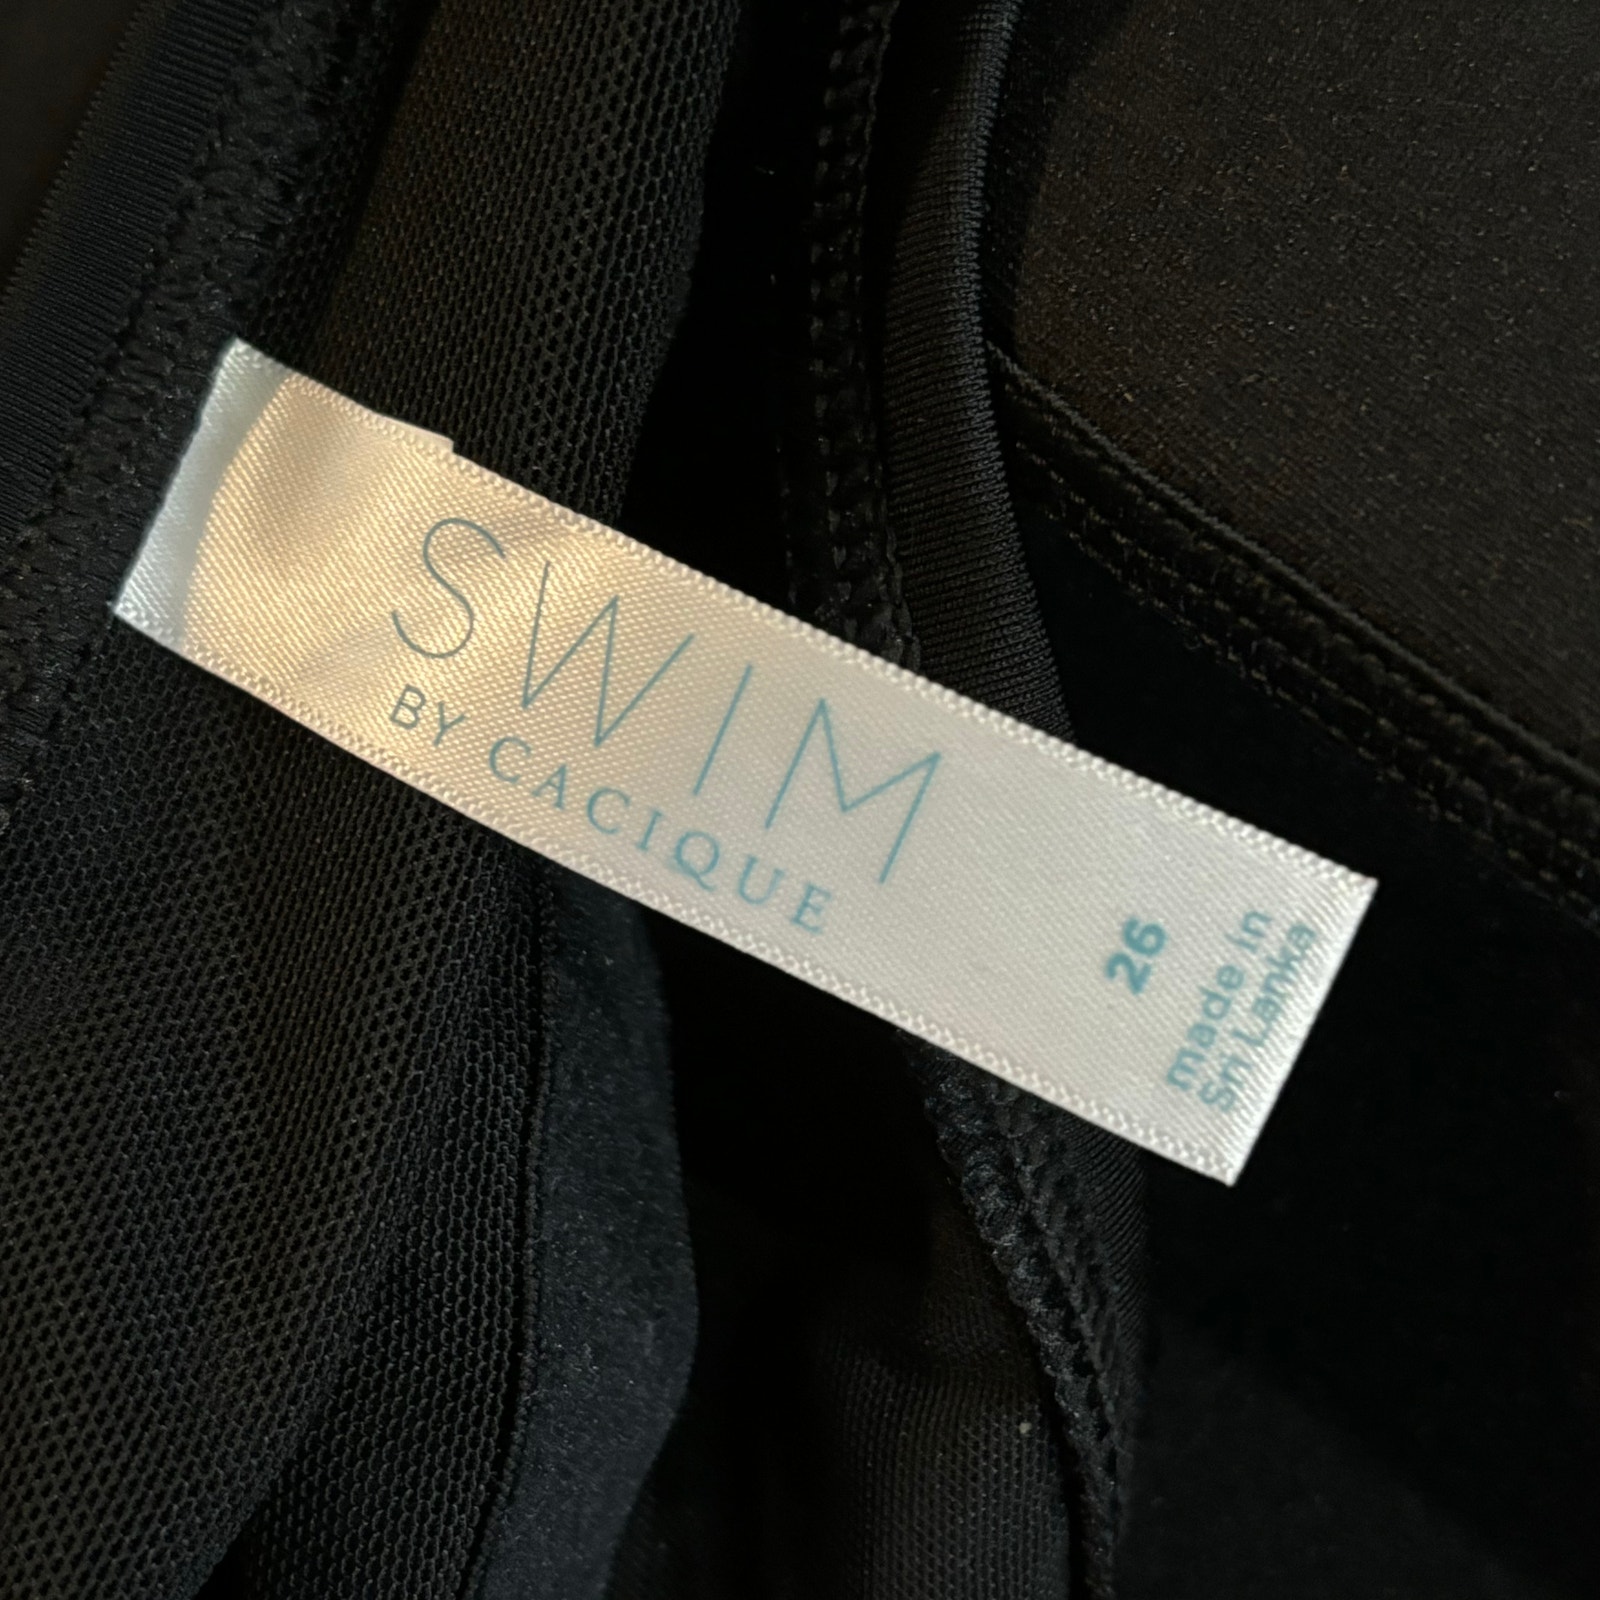 SWIM
BY CACIQUE
26
made in
Sri Lanka